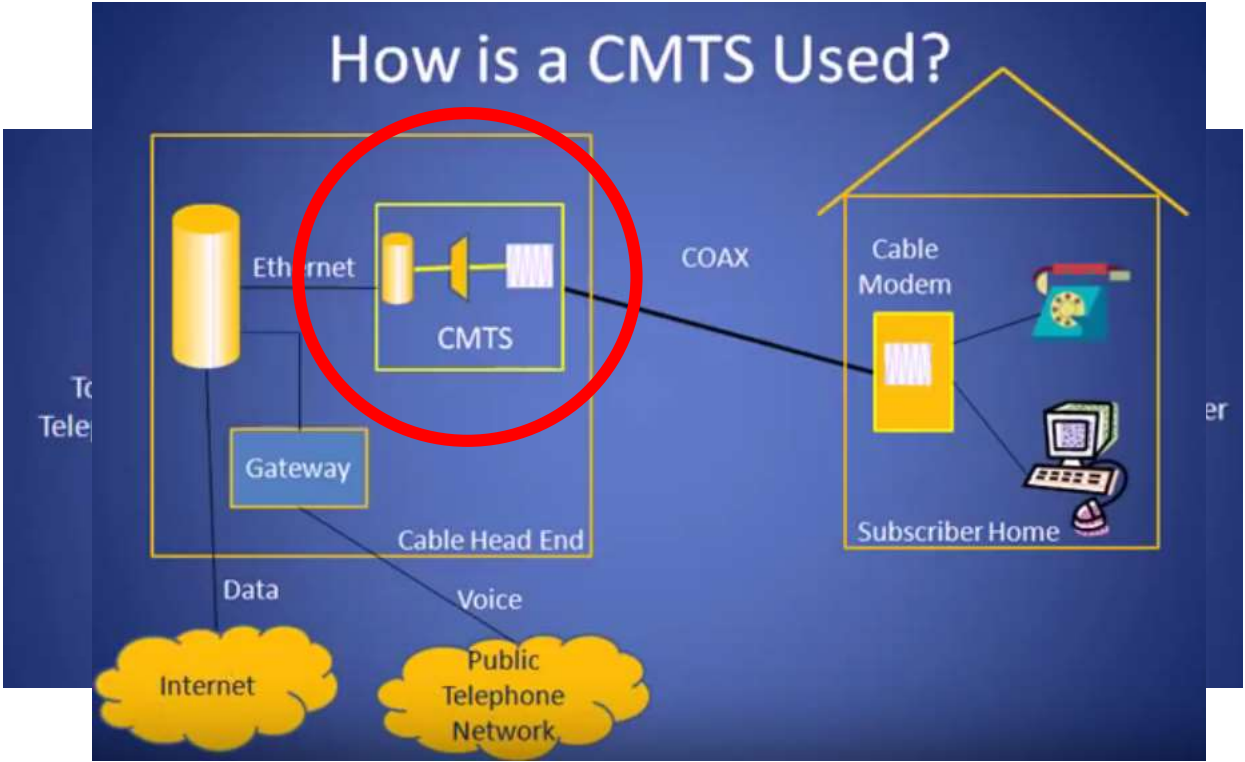 How is a CMTS Used?
Ethernet
CMTS
COAX
Cable
Modem
Gateway
Cable Head End
Subscriber Home
Data
Voice
Internet
Public
Telephone
Network